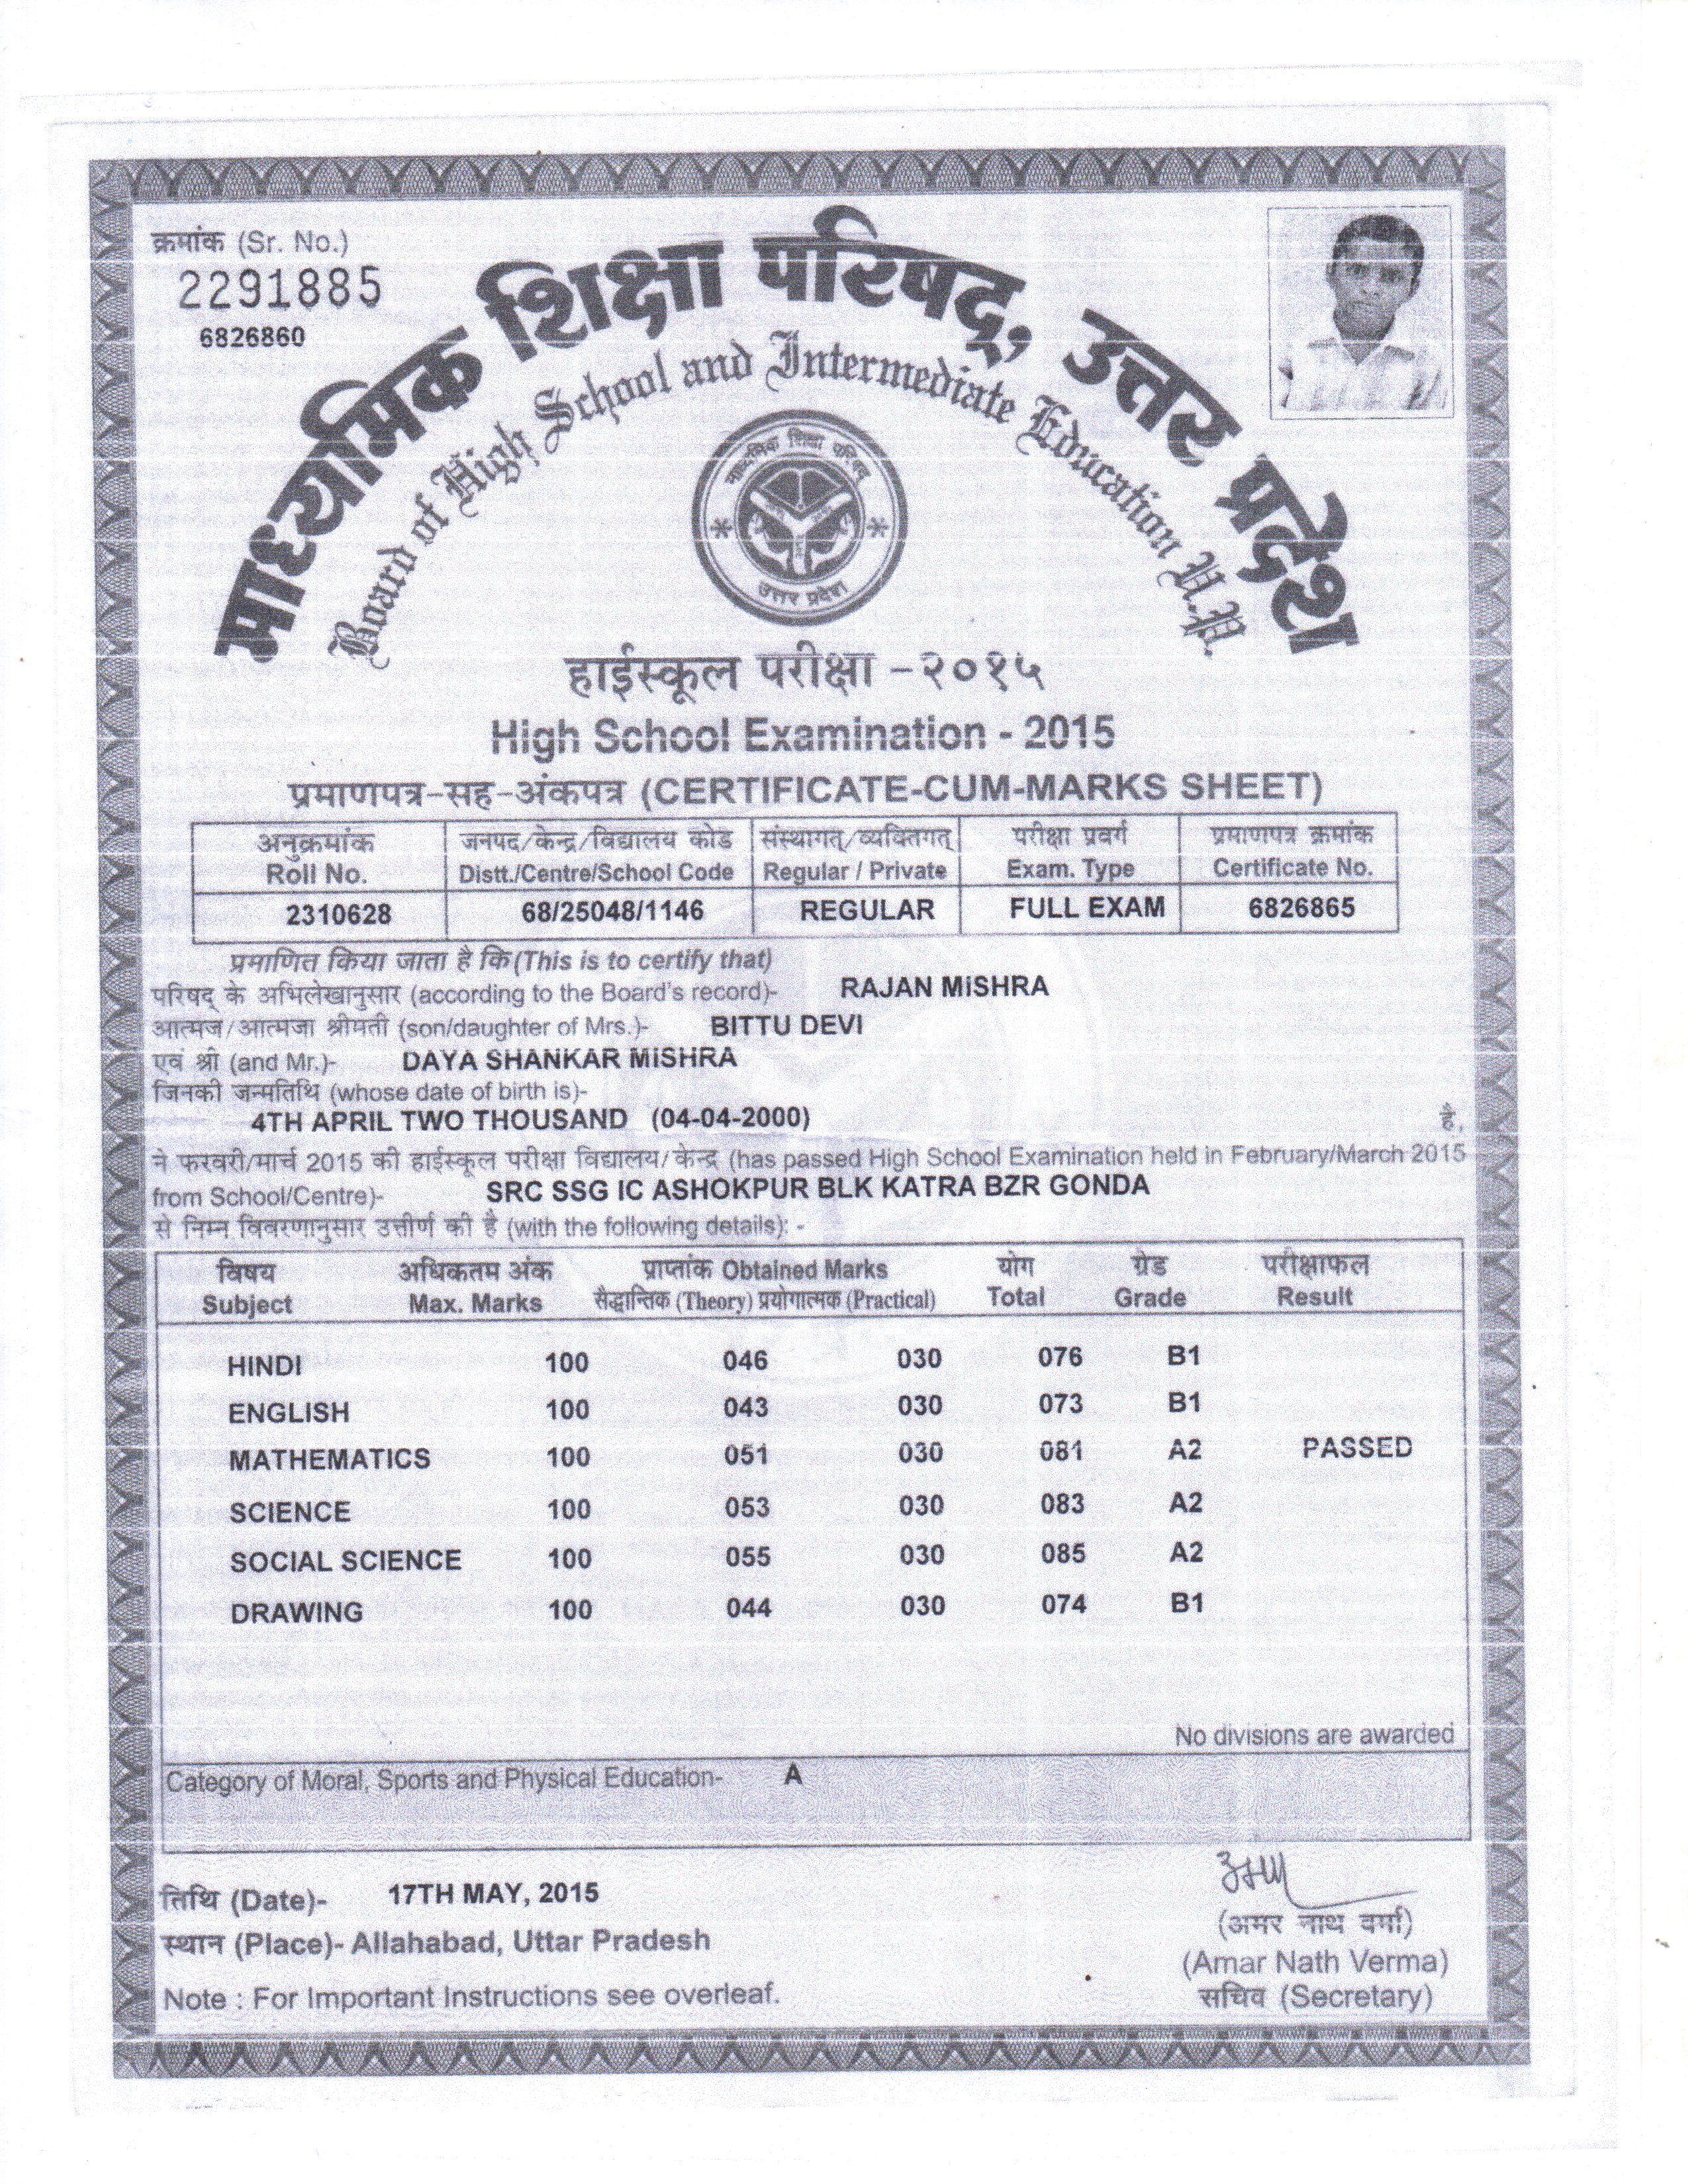 क्रमांक (Sr. No.)
2291885
6826860
माध्यमिक शिक्षा परिषद्, उत्तर प्रदेश
Board of High School and Intermediate Education U.P.
माध्यमिक शिक्षा परिषद्
उत्तर प्रदेश
हाईस्कूल परीक्षा -२०१५
High School Examination - 2015
प्रमाणपत्र-सह-अंकपत्र (CERTIFICATE-CUM-MARKS SHEET)
अनुक्रमांक जनपद/केन्द्र/विद्यालय कोड संस्थागत्/व्यक्तिगत् परीक्षा प्रवर्ग प्रमाणपत्र क्रमांक
Roll No. Distt./Centre/School Code Regular / Private Exam. Type Certificate No.
2310628 68/25048/1146 REGULAR FULL EXAM 6826865
प्रमाणित किया जाता है कि (This is to certify that)
परिषद् के अभिलेखानुसार (according to the Board's record)- RAJAN MiSHRA
आत्मज/आत्मजा श्रीमती (son/daughter of Mrs.)- BITTU DEVI
एवं श्री (and Mr.)- DAYA SHANKAR MiSHRA
जिनकी जन्मतिथि (whose date of birth is)-
4TH APRIL TWO THOUSAND (04-04-2000) है,
ने फरवरी/मार्च 2015 की हाईस्कूल परीक्षा विद्यालय/केन्द्र (has passed High School Examination held in February/March 2015
from School/Centre)- SRC SSG IC ASHOKPUR BLK KATRA BZR GONDA
से निम्न विवरणानुसार उत्तीर्ण की है (with the following details): -
विषय अधिकतम अंक प्राप्तांक Obtained Marks योग ग्रेड परीक्षाफल
Subject Max. Marks सैद्धान्तिक (Theory) प्रयोगात्मक (Practical) Total Grade Result
HINDI 100 046 030 076 B1
ENGLISH 100 043 030 073 B1
MATHEMATICS 100 051 030 081 A2 PASSED
SCIENCE 100 053 030 083 A2
SOCIAL SCIENCE 100 055 030 085 A2
DRAWING 100 044 030 074 B1
No divisions are awarded
Category of Moral, Sports and Physical Education- A
तिथि (Date)- 17TH MAY, 2015
स्थान (Place)- Allahabad, Uttar Pradesh
Note : For Important Instructions see overleaf.
(अमर नाथ वर्मा)
(Amar Nath Verma)
सचिव (Secretary)